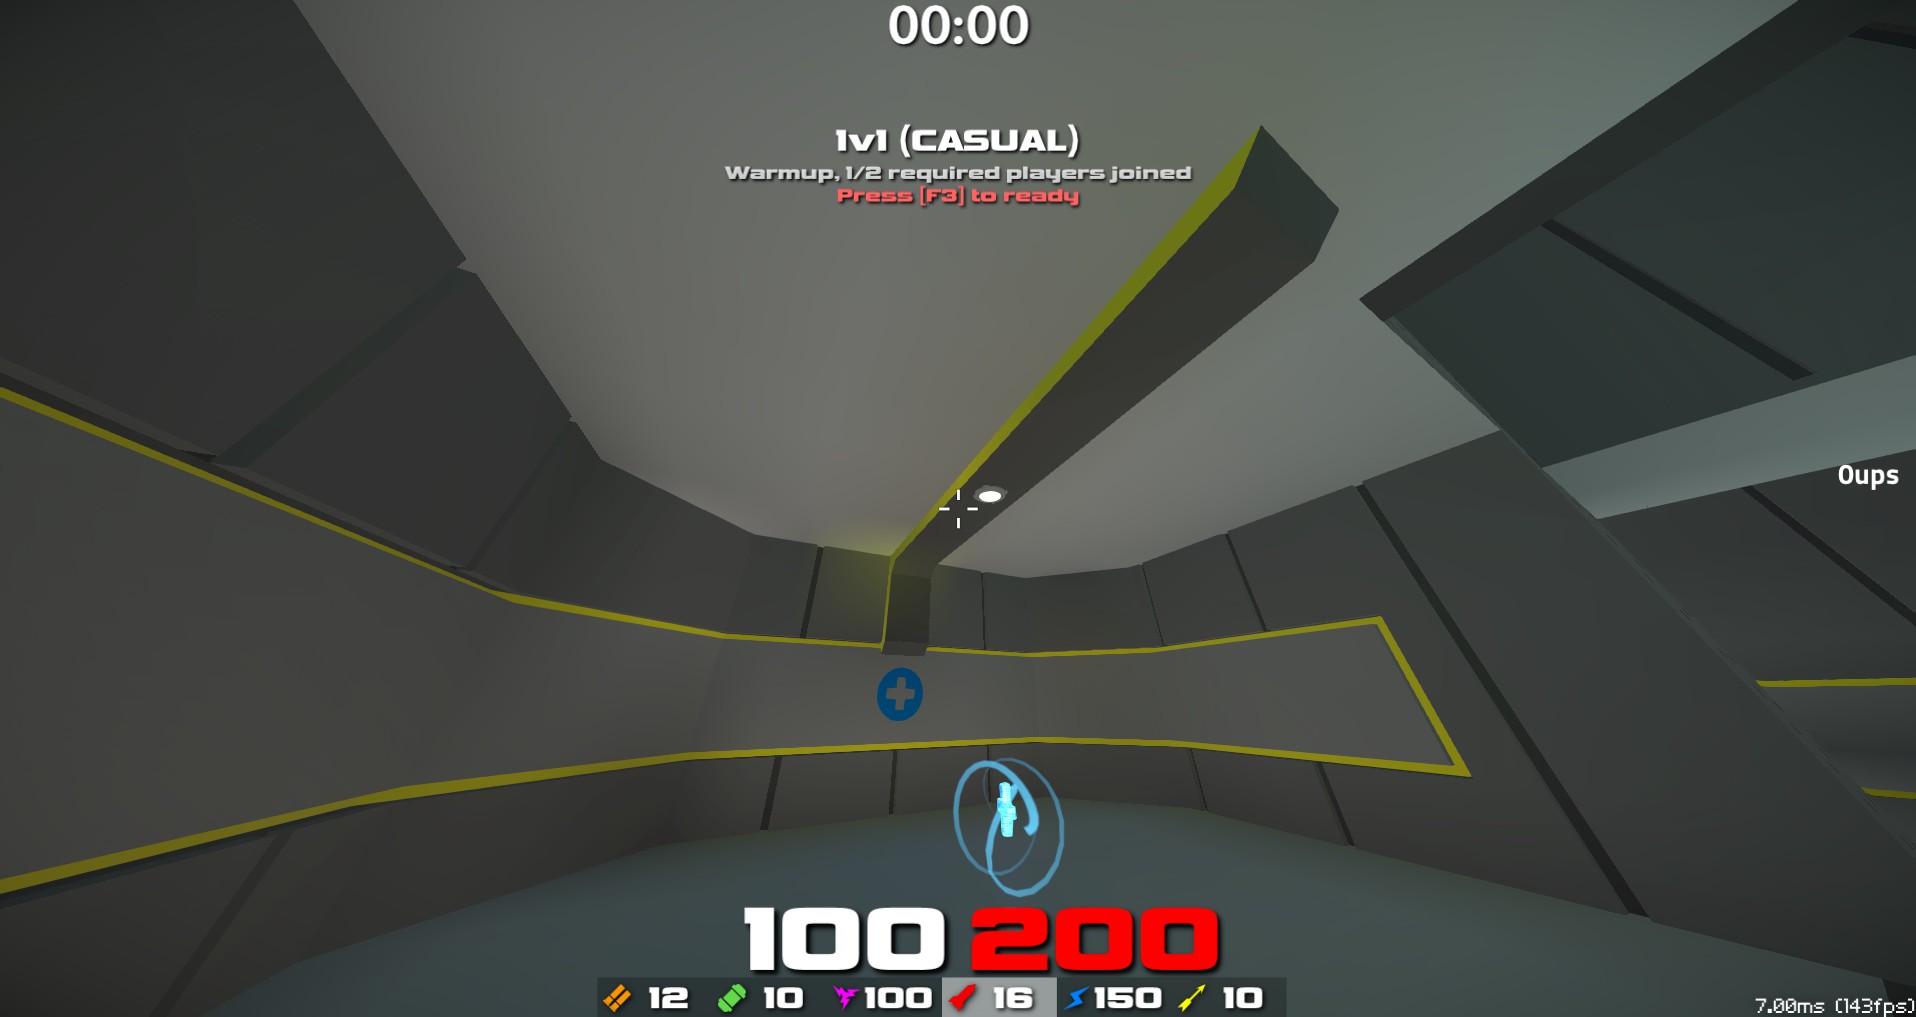 00:00
1v1 (CASUAL)
Warmup, 1/2 required players joined
Press [F3] to ready
Oups
100 200
12 10 100 16 150 10
7.00ms (143fps)